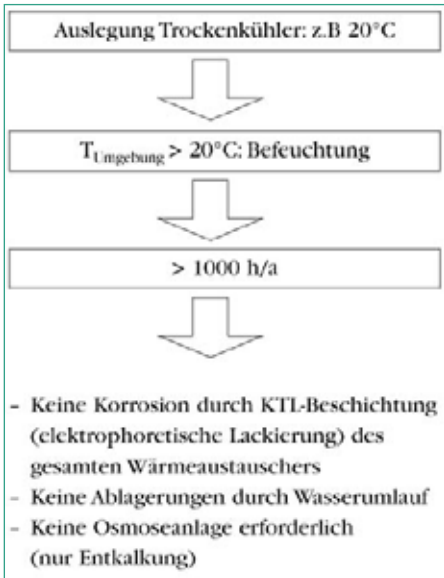 Auslegung Trockenkühler: z.B 20°C
T_Umgebung > 20°C: Befeuchtung
> 1000 h/a
- Keine Korrosion durch KTL-Beschichtung
(elektrophoretische Lackierung) des
gesamten Wärmeaustauschers
- Keine Ablagerungen durch Wasserumlauf
- Keine Osmoseanlage erforderlich
(nur Entkalkung)